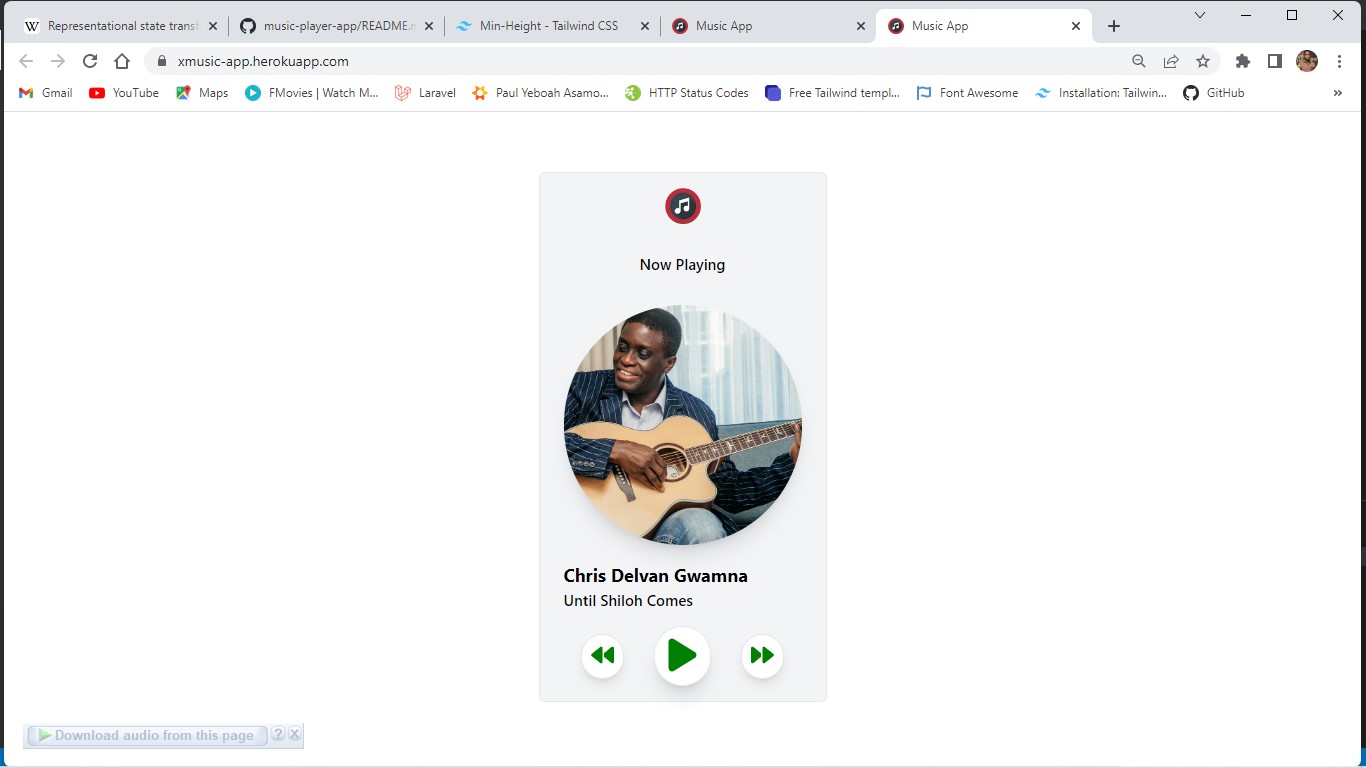 W Representational state transf
music-player-app/README.m
Min-Height - Tailwind CSS
Music App
Music App
xmusic-app.herokuapp.com
Gmail
YouTube
Maps
FMovies | Watch M...
Laravel
Paul Yeboah Asamo...
HTTP Status Codes
Free Tailwind templ...
Font Awesome
Installation: Tailwin...
GitHub
»
Now Playing
Chris Delvan Gwamna
Until Shiloh Comes
Download audio from this page ? X